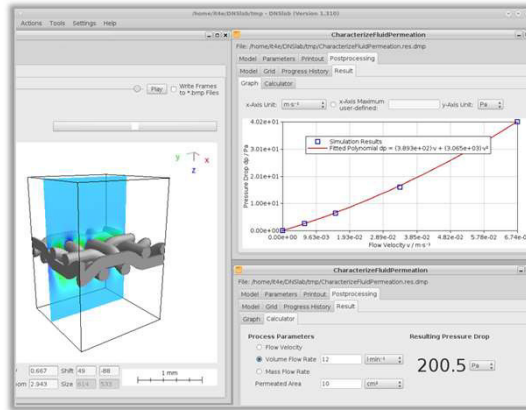 R4e/DNSlab/tmp - DNSlab (Version 1.310)
Actions Tools Settings Help
Play
Write Frames
to *.bmp Files
y
x
z
0.667 Shift 49 -80
oom 2.943 Size 614 533
1 mm
CharacterizeFluidPermeation
File: /home/R4e/DNSlab/tmp/CharacterizeFluidPermeation.res.dmp
Model Parameters Printout Postprocessing
Model Grid Progress History Result
Graph Calculator
x-Axis Unit: m·s⁻¹ x-Axis Maximum
user-defined: y-Axis Unit: Pa
Pressure Drop dp / Pa
4.02e+01
3.01e+01
2.01e+01
1.00e+01
0.00e+00
Simulation Results
Fitted Polynomial dp = (3.893e+02) v + (3.065e+03) v²
0.00e+00 9.63e-03 1.93e-02 2.89e-02 3.85e-02 4.82e-02 5.78e-02 6.74e-02
Flow Velocity v / m·s⁻¹
CharacterizeFluidPermeation
File: /home/R4e/DNSlab/tmp/CharacterizeFluidPermeation.res.dmp
Model Parameters Printout Postprocessing
Model Grid Progress History Result
Graph Calculator
Process Parameters Resulting Pressure Drop
Flow Velocity
Volume Flow Rate 12 l·min⁻¹ 200.5 Pa
Mass Flow Rate
Permeated Area 10 cm²